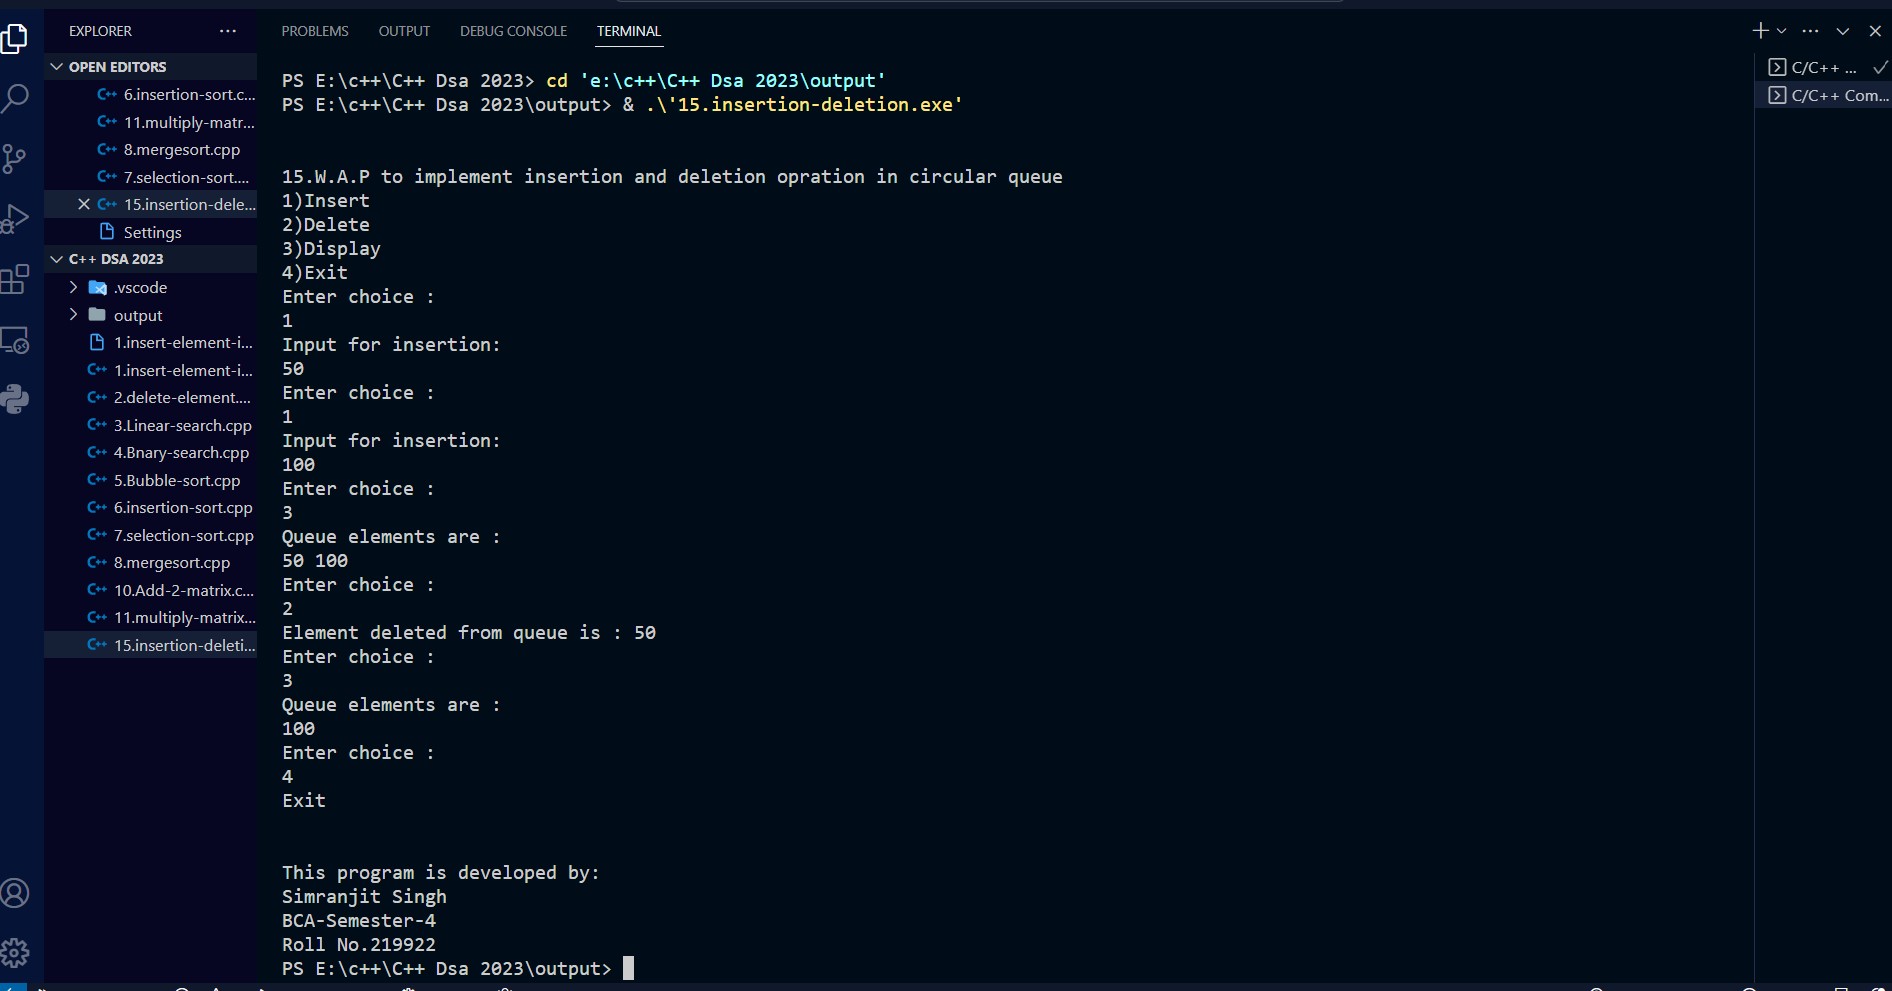 EXPLORER
OPEN EDITORS
6.insertion-sort.c...
11.multiply-matr...
8.mergesort.cpp
7.selection-sort....
15.insertion-dele...
Settings
C++ DSA 2023
.vscode
output
1.insert-element-i...
1.insert-element-i...
2.delete-element....
3.Linear-search.cpp
4.Bnary-search.cpp
5.Bubble-sort.cpp
6.insertion-sort.cpp
7.selection-sort.cpp
8.mergesort.cpp
10.Add-2-matrix.c...
11.multiply-matrix...
15.insertion-deleti...
PROBLEMS OUTPUT DEBUG CONSOLE TERMINAL
PS E:\c++\C++ Dsa 2023> cd 'e:\c++\C++ Dsa 2023\output'
PS E:\c++\C++ Dsa 2023\output> & .\'15.insertion-deletion.exe'
15.W.A.P to implement insertion and deletion opration in circular queue
1)Insert
2)Delete
3)Display
4)Exit
Enter choice :
1
Input for insertion:
50
Enter choice :
1
Input for insertion:
100
Enter choice :
3
Queue elements are :
50 100
Enter choice :
2
Element deleted from queue is : 50
Enter choice :
3
Queue elements are :
100
Enter choice :
4
Exit
This program is developed by:
Simranjit Singh
BCA-Semester-4
Roll No.219922
PS E:\c++\C++ Dsa 2023\output>
C/C++ ...
C/C++ Com...